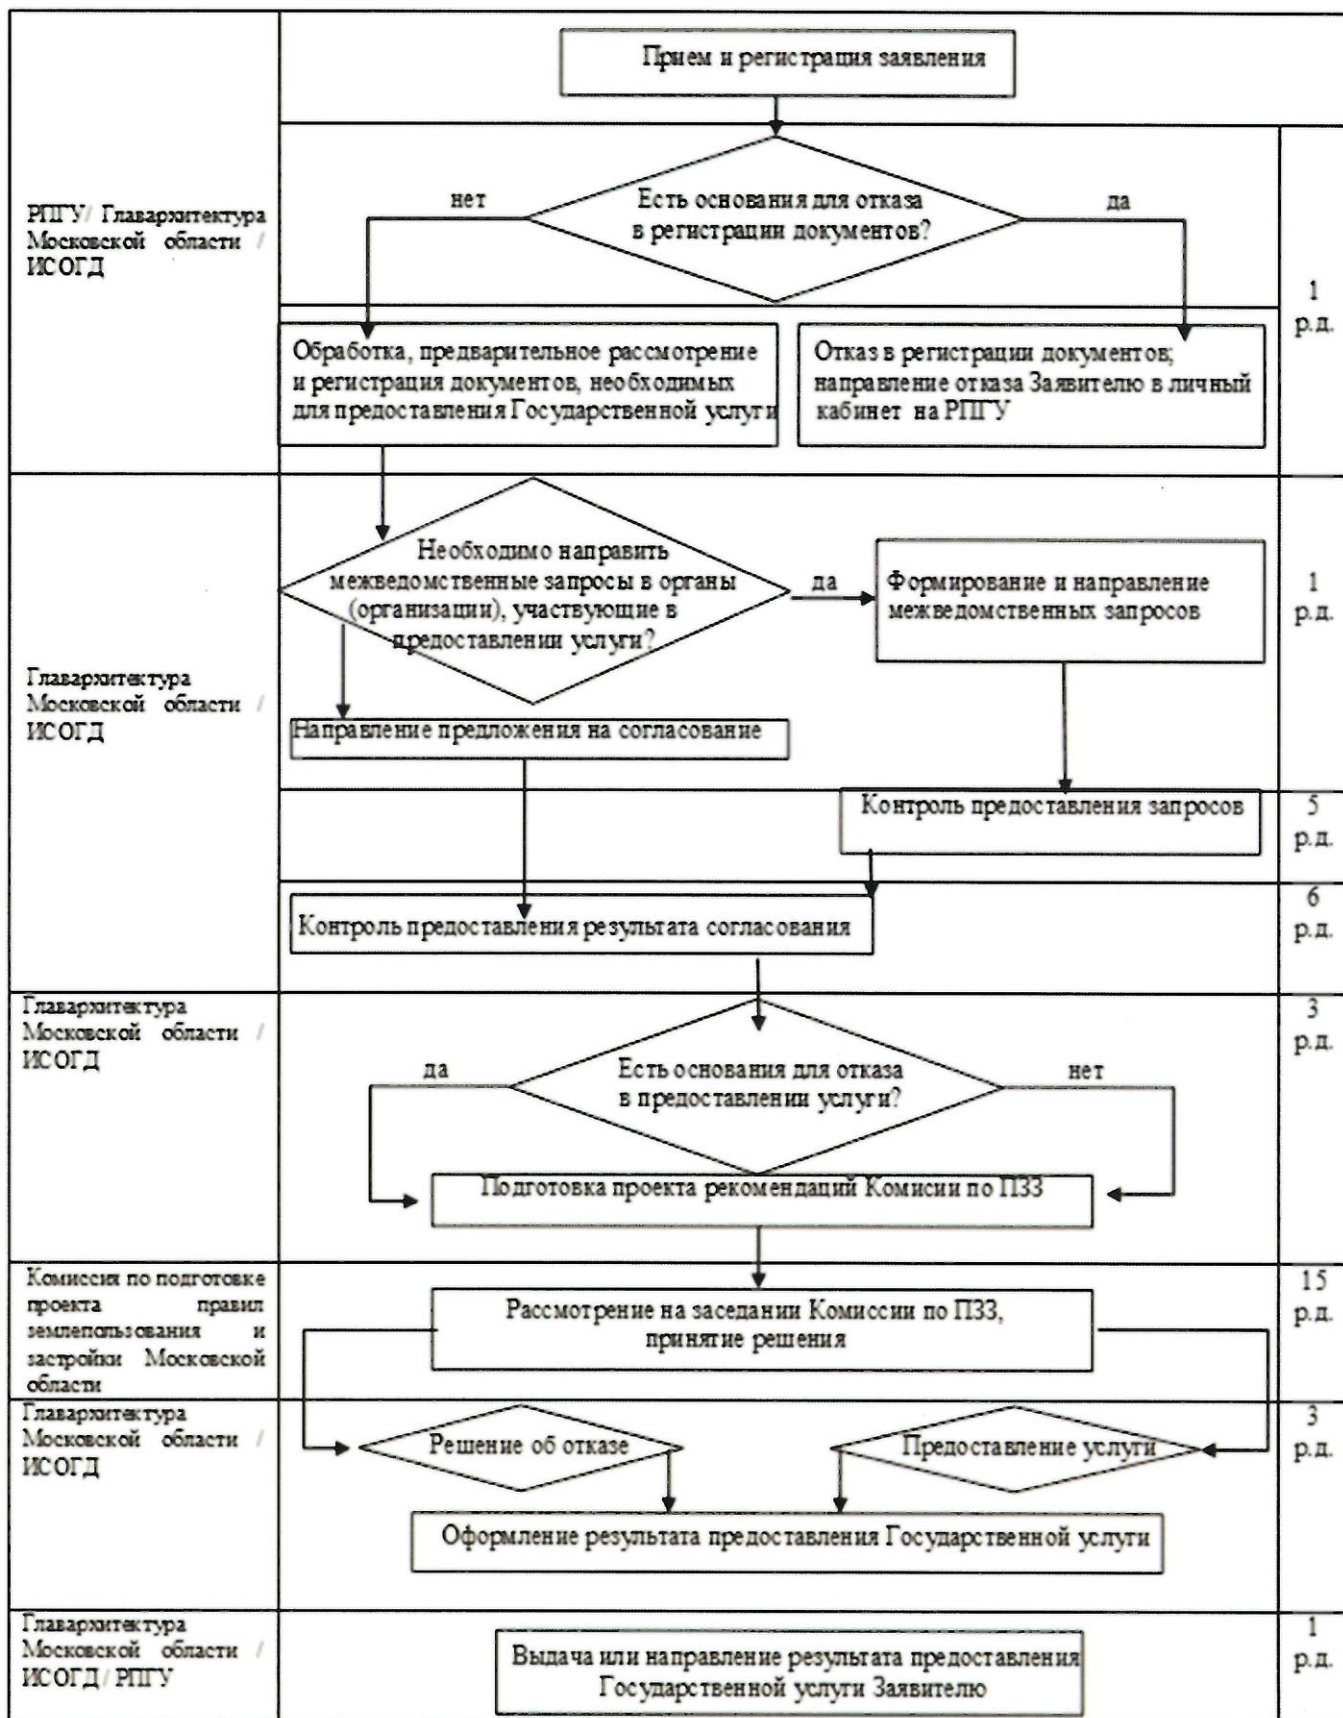 Прием и регистрация заявления
РПГУ/ Главархитектура
Московской области /
ИСОГД
нет
Есть основания для отказа
в регистрации документов?
да
1
р.д.
Обработка, предварительное рассмотрение
и регистрация документов, необходимых
для предоставления Государственной услуги
Отказ в регистрации документов;
направление отказа Заявителю в личный
кабинет на РПГУ
Главархитектура
Московской области /
ИСОГД
Необходимо направить
межведомственные запросы в органы
(организации), участвующие в
предоставлении услуги?
да
Формирование и направление
межведомственных запросов
1
р.д.
Направление предложения на согласование
Контроль предоставления запросов
5
р.д.
Контроль предоставления результата согласования
6
р.д.
Главархитектура
Московской области /
ИСОГД
да
Есть основания для отказа
в предоставлении услуги?
нет
3
р.д.
Подготовка проекта рекомендаций Комисии по ПЗЗ
Комиссия по подготовке
проекта правил
землепользования и
застройки Московской
области
Рассмотрение на заседании Комиссии по ПЗЗ,
принятие решения
15
р.д.
Главархитектура
Московской области /
ИСОГД
Решение об отказе
Предоставление услуги
3
р.д.
Оформление результата предоставления Государственной услуги
Главархитектура
Московской области /
ИСОГД / РПГУ
Выдача или направление результата предоставления
Государственной услуги Заявителю
1
р.д.